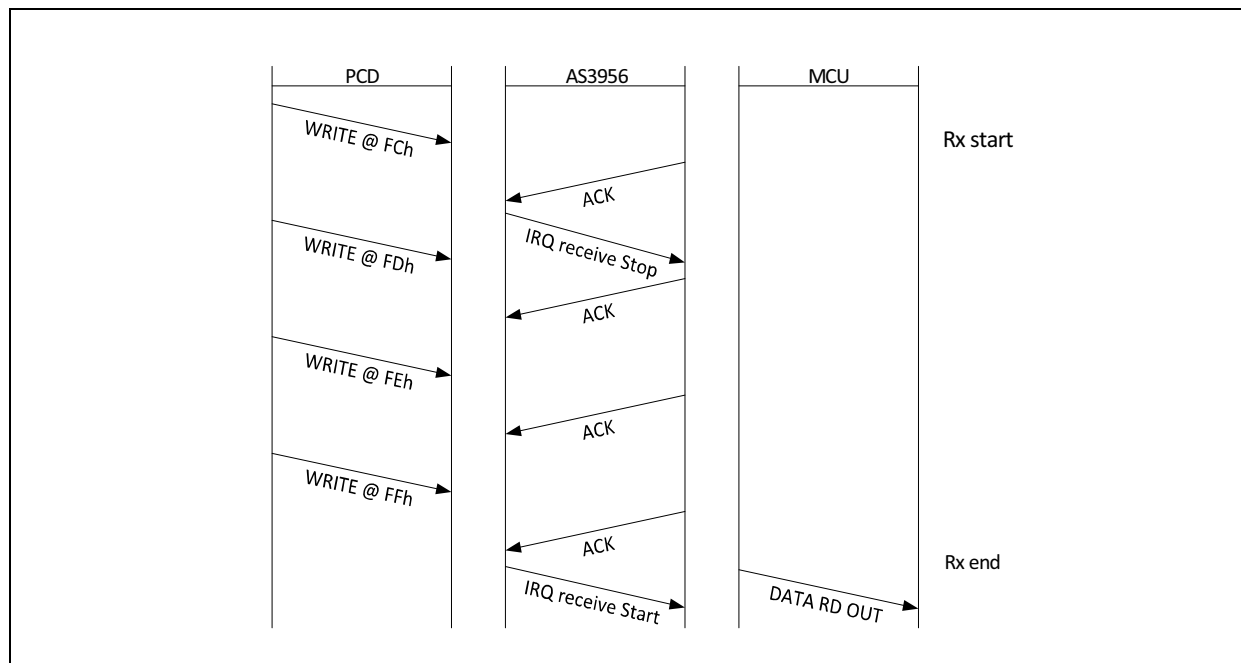 PCD
AS3956
MCU
WRITE @ FCh
Rx start
ACK
WRITE @ FDh
IRQ receive Stop
ACK
WRITE @ FEh
ACK
WRITE @ FFh
ACK
Rx end
IRQ receive Start
DATA RD OUT